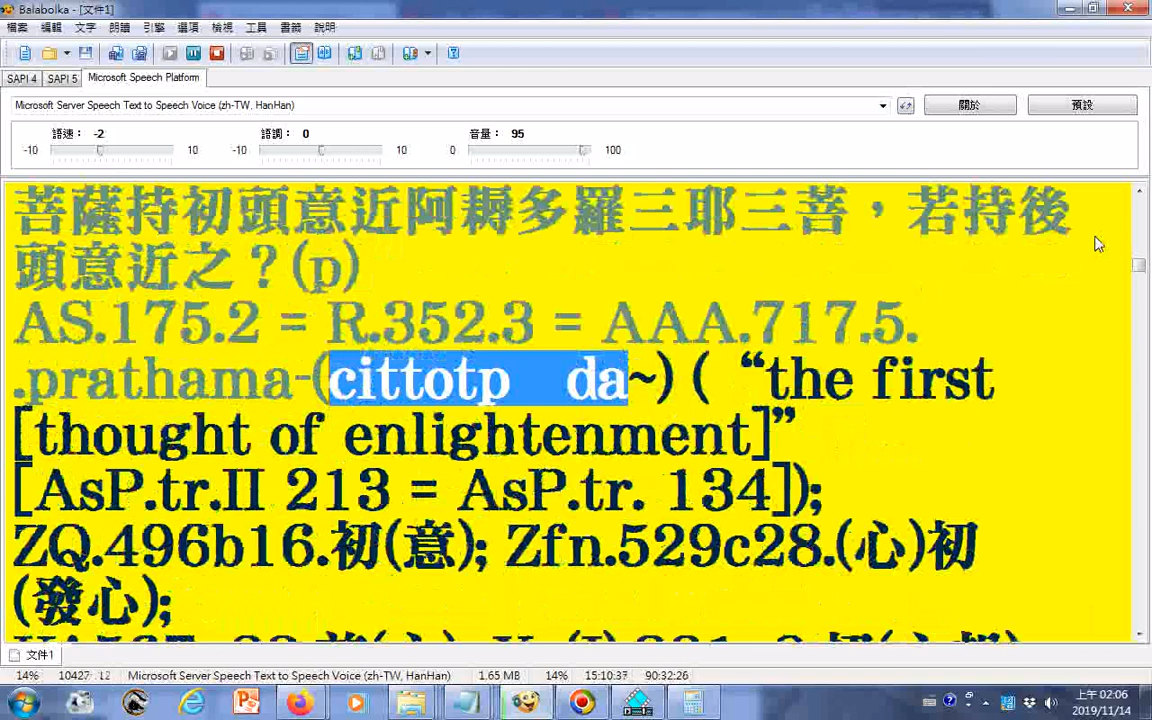 Balabolka - [文件1]
檔案 編輯 文字 朗讀 引擎 選項 檢視 工具 書籤 說明
SAPI 4 SAPI 5 Microsoft Speech Platform
Microsoft Server Speech Text to Speech Voice (zh-TW, HanHan) 關於 預設
語速： -2 語調： 0 音量： 95
-10 10 -10 10 0 100
菩薩持初頭意近阿耨多羅三耶三菩，若持後
頭意近之？(p)
AS.175.2 = R.352.3 = AAA.717.5.
.prathama-(cittotp da~) ( “the first
[thought of enlightenment]”
[AsP.tr.II 213 = AsP.tr. 134]);
ZQ.496b16.初(意); Zfn.529c28.(心)初
(發心);
文件1
14% 10427:12 Microsoft Server Speech Text to Speech Voice (zh-TW, HanHan) 1.65 MB 14% 15:10:37 90:32:26
上午 02:06
2019/11/14